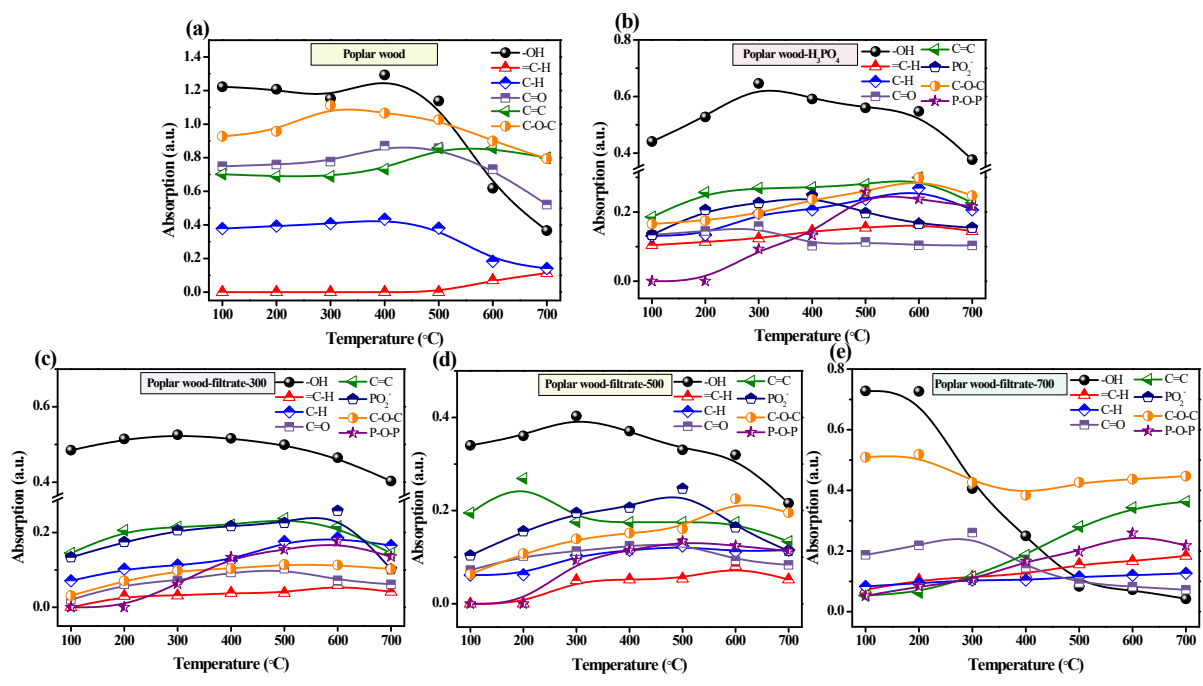 (a)
Poplar wood
-OH
=C-H
C-H
C=O
C=C
C-O-C
Absorption (a.u.)
1.4
1.2
1.0
0.8
0.6
0.4
0.2
0.0
100 200 300 400 500 600 700
Temperature (°C)
(b)
Poplar wood-H3PO4
-OH
=C-H
C-H
C=O
C=C
PO2-
C-O-C
P-O-P
Absorption (a.u.)
0.8
0.6
0.4
0.2
0.0
100 200 300 400 500 600 700
Temperature (°C)
(c)
Poplar wood-filtrate-300
-OH
=C-H
C-H
C=O
C=C
PO2-
C-O-C
P-O-P
Absorption (a.u.)
0.6
0.4
0.2
0.0
100 200 300 400 500 600 700
Temperature (°C)
(d)
Poplar wood-filtrate-500
-OH
=C-H
C-H
C=O
C=C
PO2-
C-O-C
P-O-P
Absorption (a.u.)
0.4
0.2
0.0
100 200 300 400 500 600 700
Temperature (°C)
(e)
Poplar wood-filtrate-700
-OH
=C-H
C-H
C=O
C=C
PO2-
C-O-C
P-O-P
Absorption (a.u.)
0.8
0.6
0.4
0.2
0.0
100 200 300 400 500 600 700
Temperature (°C)